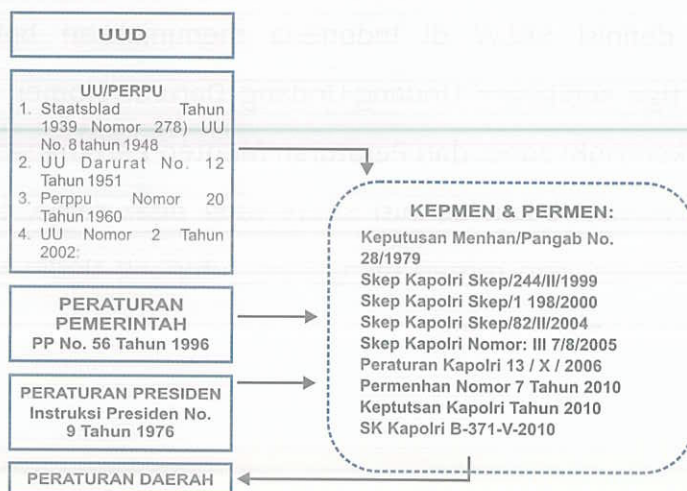 UUD
UU/PERPU
1. Staatsblad Tahun
1939 Nomor 278) UU
No. 8 tahun 1948
2. UU Darurat No. 12
Tahun 1951
3. Perppu Nomor 20
Tahun 1960
4. UU Nomor 2 Tahun
2002:
PERATURAN
PEMERINTAH
PP No. 56 Tahun 1996
PERATURAN PRESIDEN
Instruksi Presiden No.
9 Tahun 1976
PERATURAN DAERAH
KEPMEN & PERMEN:
Keputusan Menhan/Pangab No.
28/1979
Skep Kapolri Skep/244/II/1999
Skep Kapolri Skep/1 198/2000
Skep Kapolri Skep/82/II/2004
Skep Kapolri Nomor: III 7/8/2005
Peraturan Kapolri 13 / X / 2006
Permenhan Nomor 7 Tahun 2010
Keptutsan Kapolri Tahun 2010
SK Kapolri B-371-V-2010